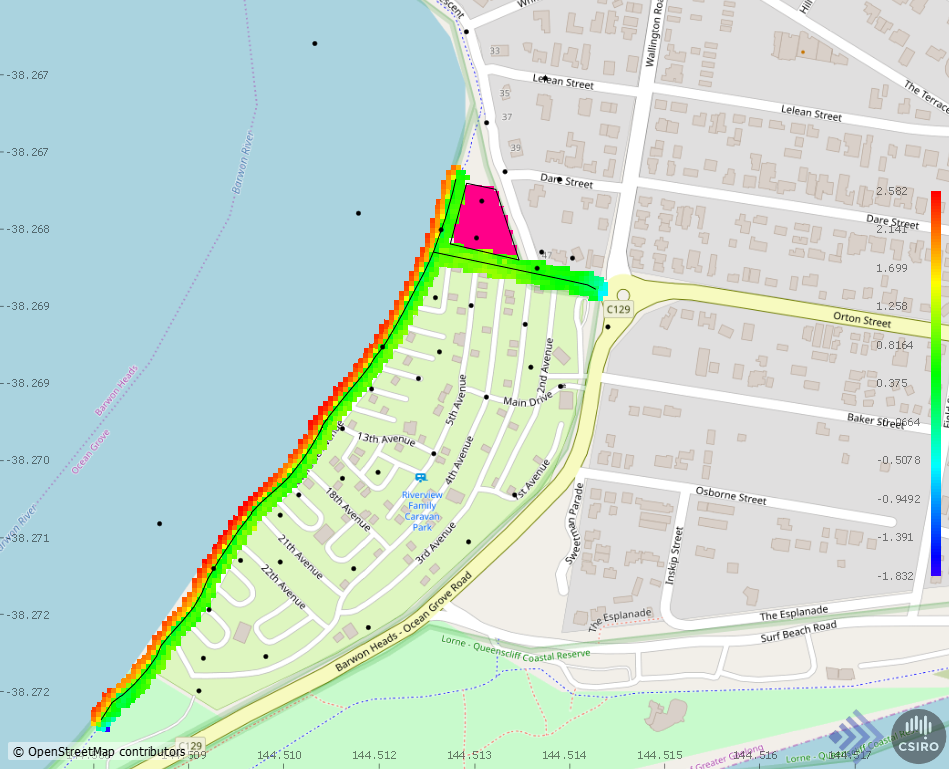 33
Lelean Street
Wallington Road
The Terrace
-38.267
35
Lelean Street
37
-38.267
39
Barwon River
Dare Street
2.582
Dare Street
-38.268
2.141
47
1.699
-38.269
C129
1.258
Orton Street
0.8164
2nd Avenue
-38.269
0.375
Barwon Heads
5th Avenue
Main Drive
Baker Street
Ocean Grove
13th Avenue
4th Avenue
-38.270
-0.5078
Riverview
Family
Caravan
Park
1st Avenue
18th Avenue
Osborne Street
-0.9492
Barwon River
-38.271
21st Avenue
3rd Avenue
Sweetman Parade
Inskip Street
-1.391
22nd Avenue
-1.832
-38.272
The Esplanade
The Esplanade
Surf Beach Road
Barwon Heads - Ocean Grove Road
Lorne - Queenscliff Coastal Reserve
-38.272
C129
CSIRO
© OpenStreetMap contributors
144.509
144.510
144.512
144.513
144.514
144.515
144.516
144.517